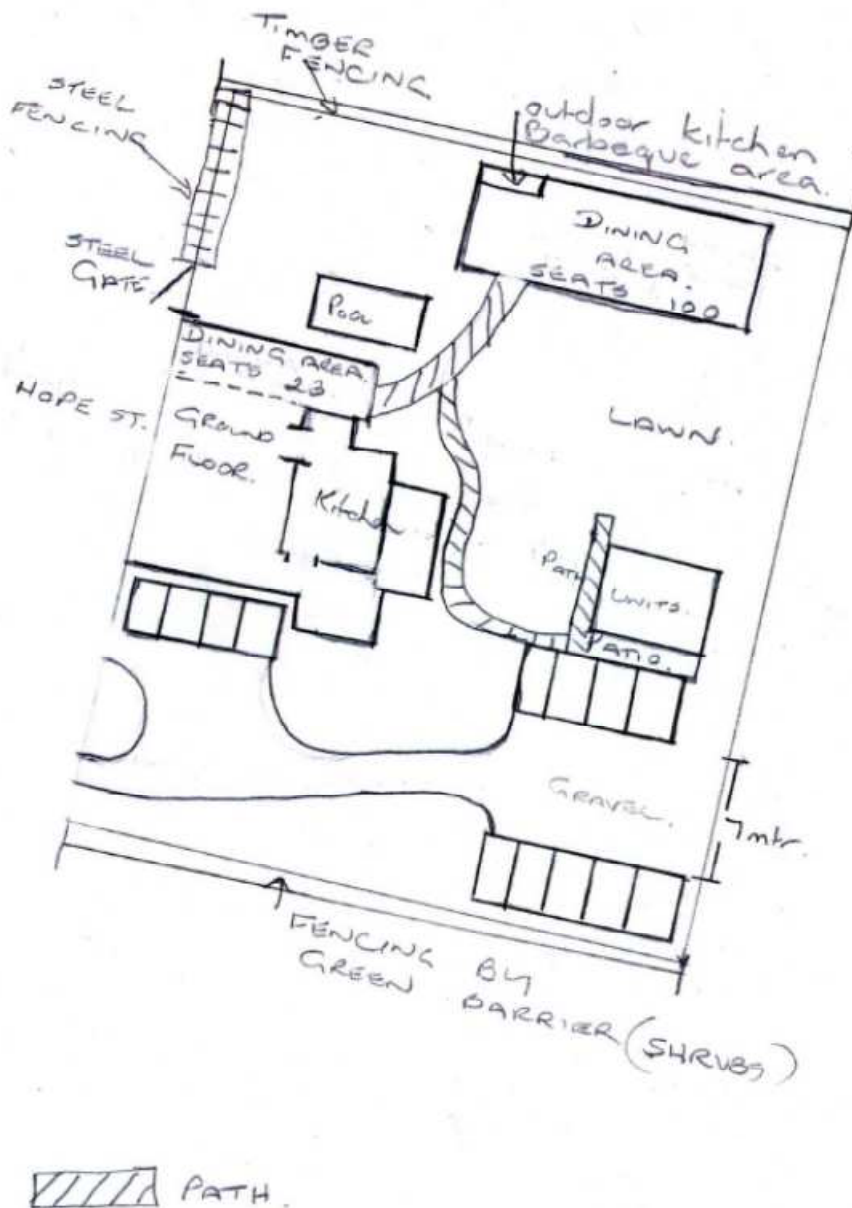 TIMBER
FENCING
STEEL
FENCING
outdoor kitchen
Barbeque area.
DINING
AREA.
SEATS 100
STEEL
GATE
POOL
DINING AREA.
SEATS 23
HOPE ST.
GROUND
FLOOR.
LAWN.
Kitchen
PATH
UNITS.
PATIO.
GRAVEL.
7mtr.
FENCING BY
GREEN BARRIER (SHRUBS)
PATH.